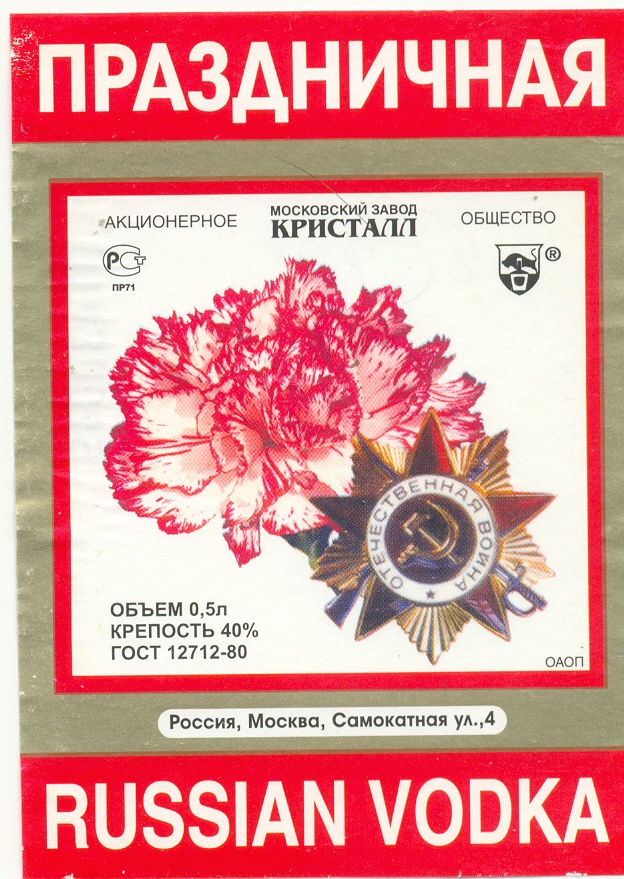 ПРАЗДНИЧНАЯ
АКЦИОНЕРНОЕ
МОСКОВСКИЙ ЗАВОД
КРИСТАЛЛ
ОБЩЕСТВО
РСТ
ПР71
®
ОТЕЧЕСТВЕННАЯ ВОЙНА
ОБЪЕМ 0,5л
КРЕПОСТЬ 40%
ГОСТ 12712-80
ОАОП
Россия, Москва, Самокатная ул.,4
RUSSIAN VODKA